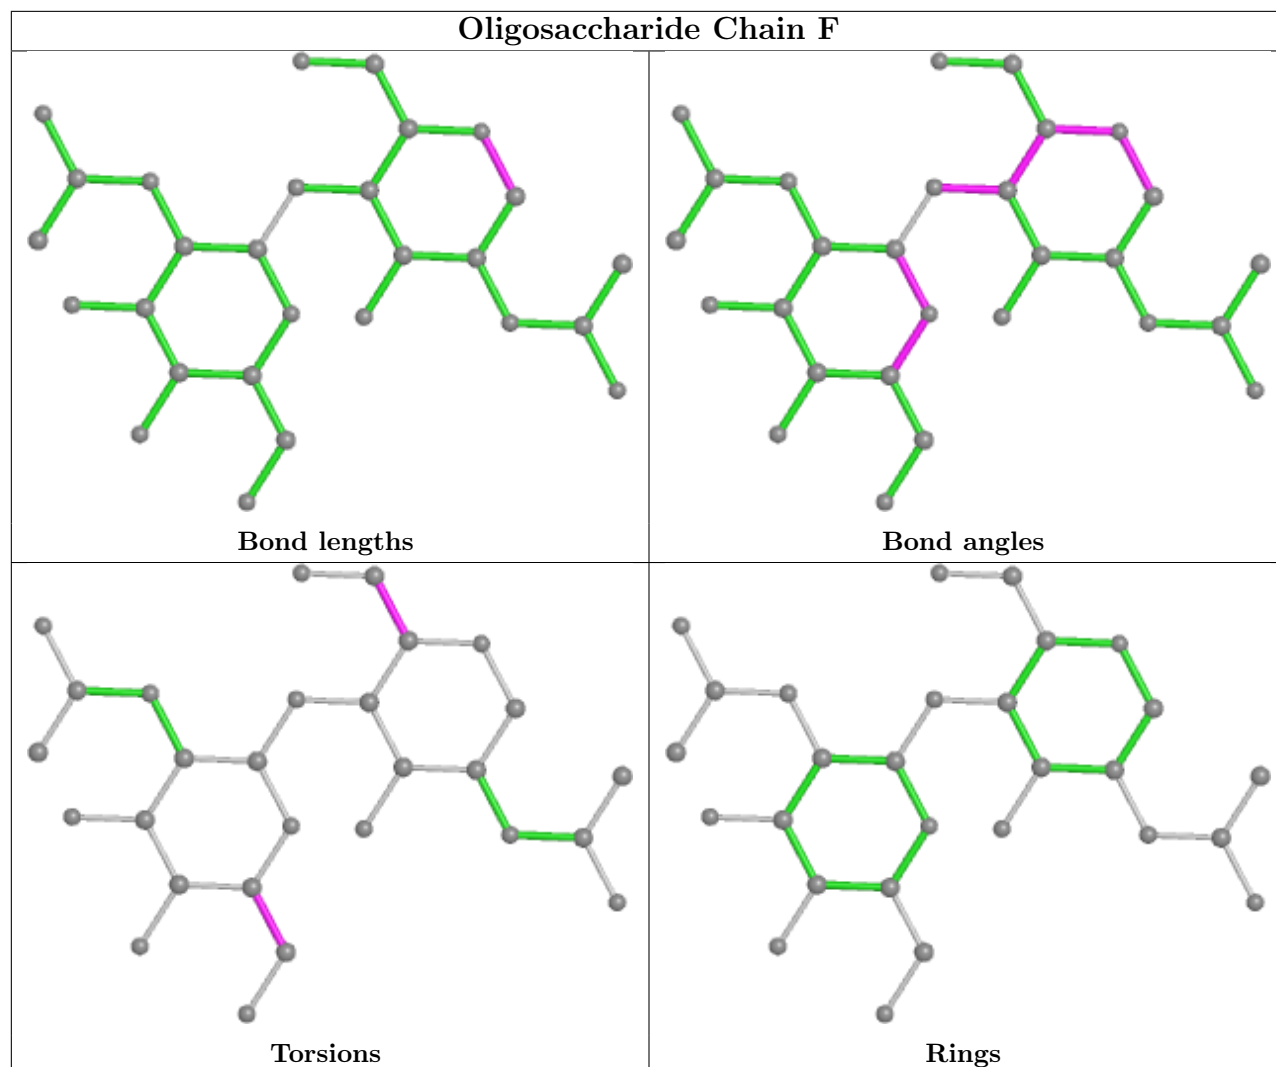 Oligosaccharide Chain F
Bond lengths
Bond angles
Torsions
Rings